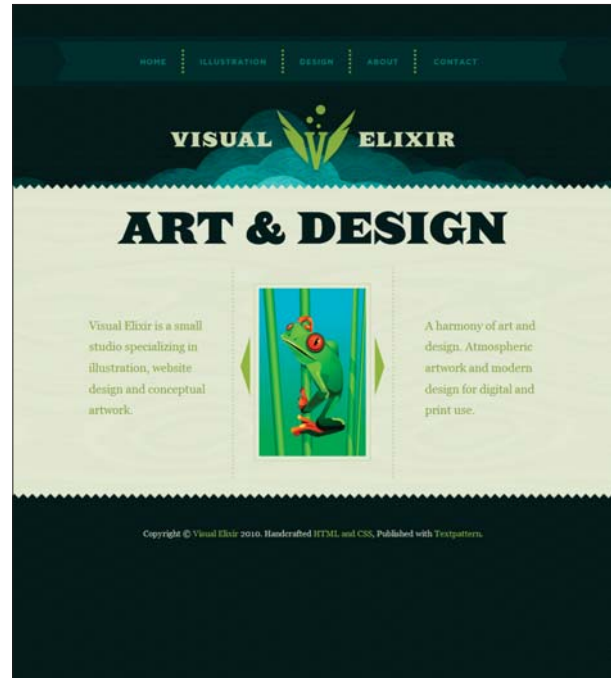 HOME ILLUSTRATION DESIGN ABOUT CONTACT
VISUAL V ELIXIR
ART & DESIGN
Visual Elixir is a small
studio specializing in
illustration, website
design and conceptual
artwork.
A harmony of art and
design. Atmospheric
artwork and modern
design for digital and
print use.
Copyright © Visual Elixir 2010. Handcrafted HTML and CSS, Published with Textpattern.